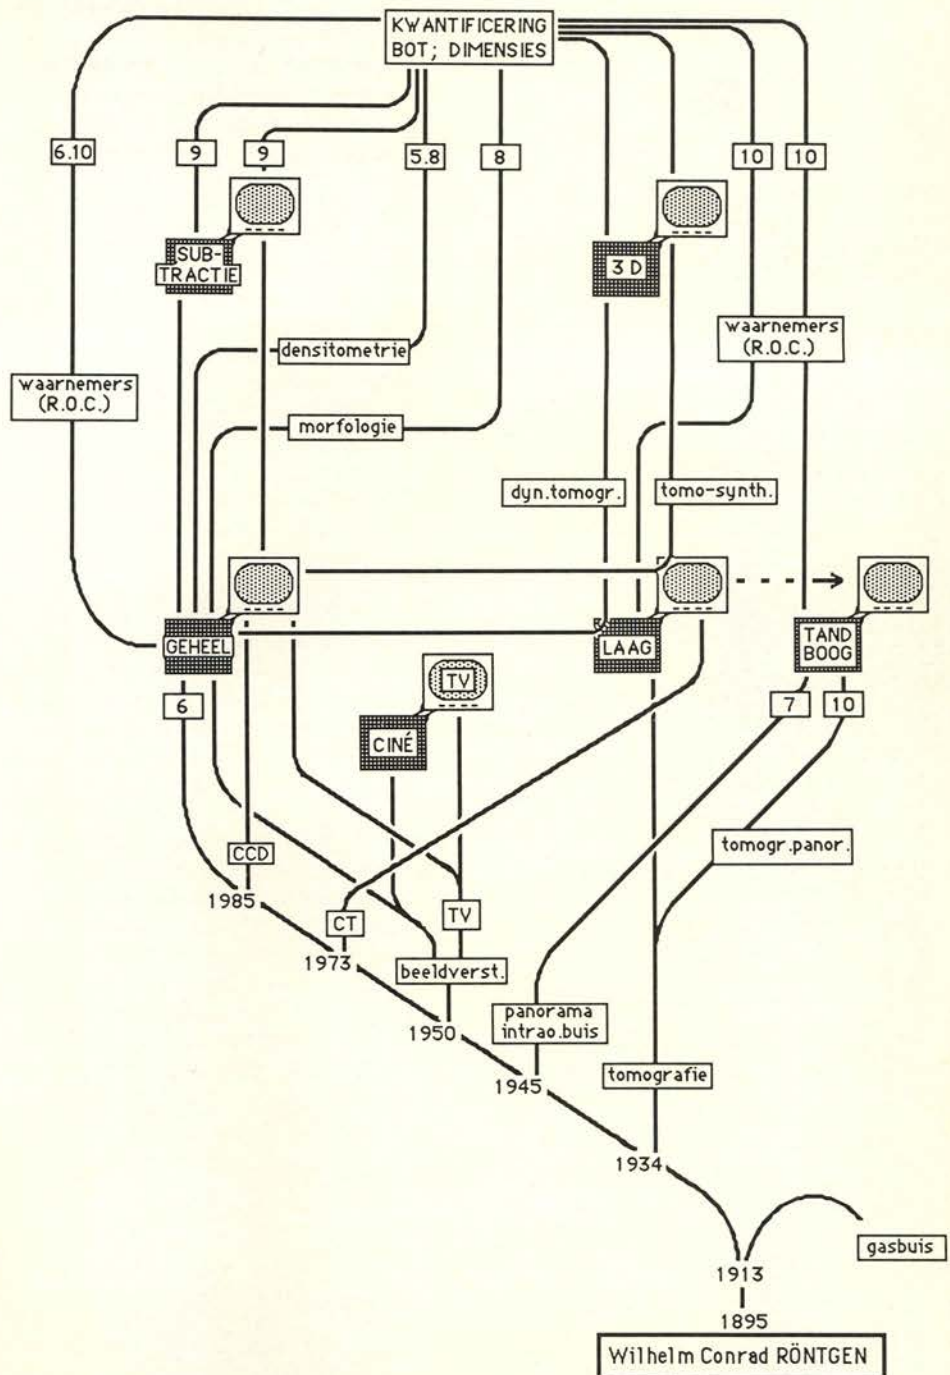 KWANTIFICERING
BOT; DIMENSIES
6.10
9
9
5.8
8
10
10
SUB-
TRACTIE
3D
waarnemers
(R.O.C.)
densitometrie
waarnemers
(R.O.C.)
morfologie
dyn.tomogr.
tomo-synth.
GEHEEL
LAAG
TAND
BOOG
TV
6
7
10
CINÉ
tomogr.panor.
CCD
1985
CT
TV
1973
beeldverst.
1950
panorama
intrao.buis
1945
tomografie
1934
gasbuis
1913
1895
Wilhelm Conrad RÖNTGEN